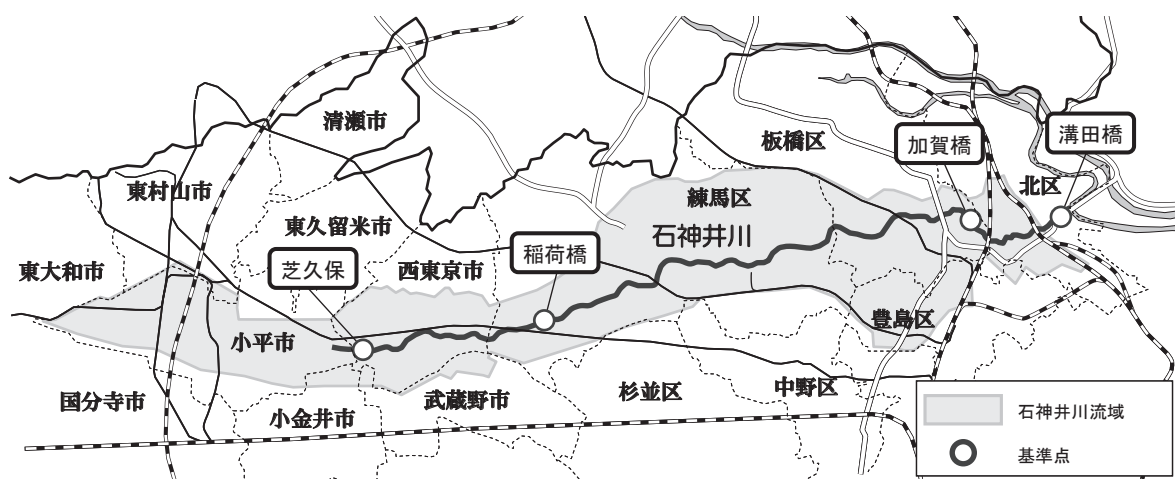 清瀬市
板橋区
加賀橋
溝田橋
東村山市
練馬区
北区
東久留米市
石神井川
東大和市
芝久保
西東京市
稲荷橋
小平市
豊島区
国分寺市
小金井市
武蔵野市
杉並区
中野区
石神井川流域
基準点